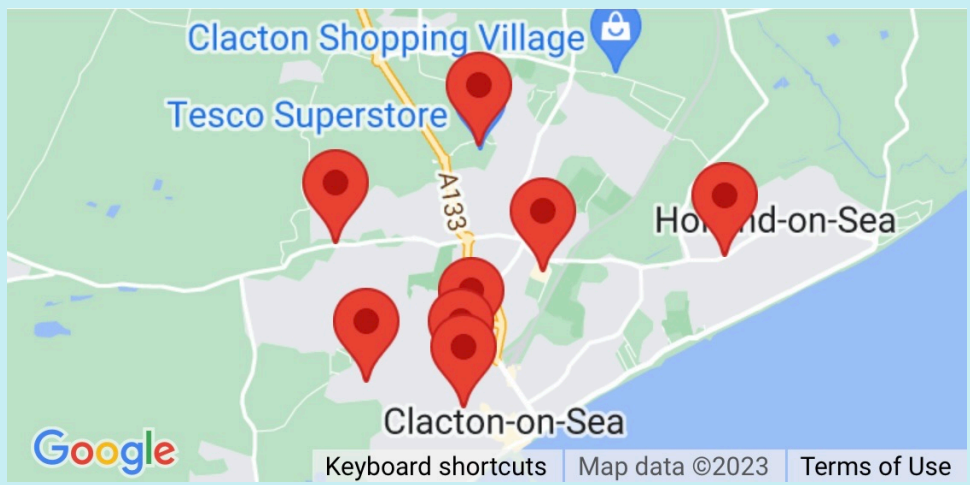 Clacton Shopping Village
Tesco Superstore
A133
Clacton-on-Sea
Google
Keyboard shortcuts
Map data ©2023
Terms of Use